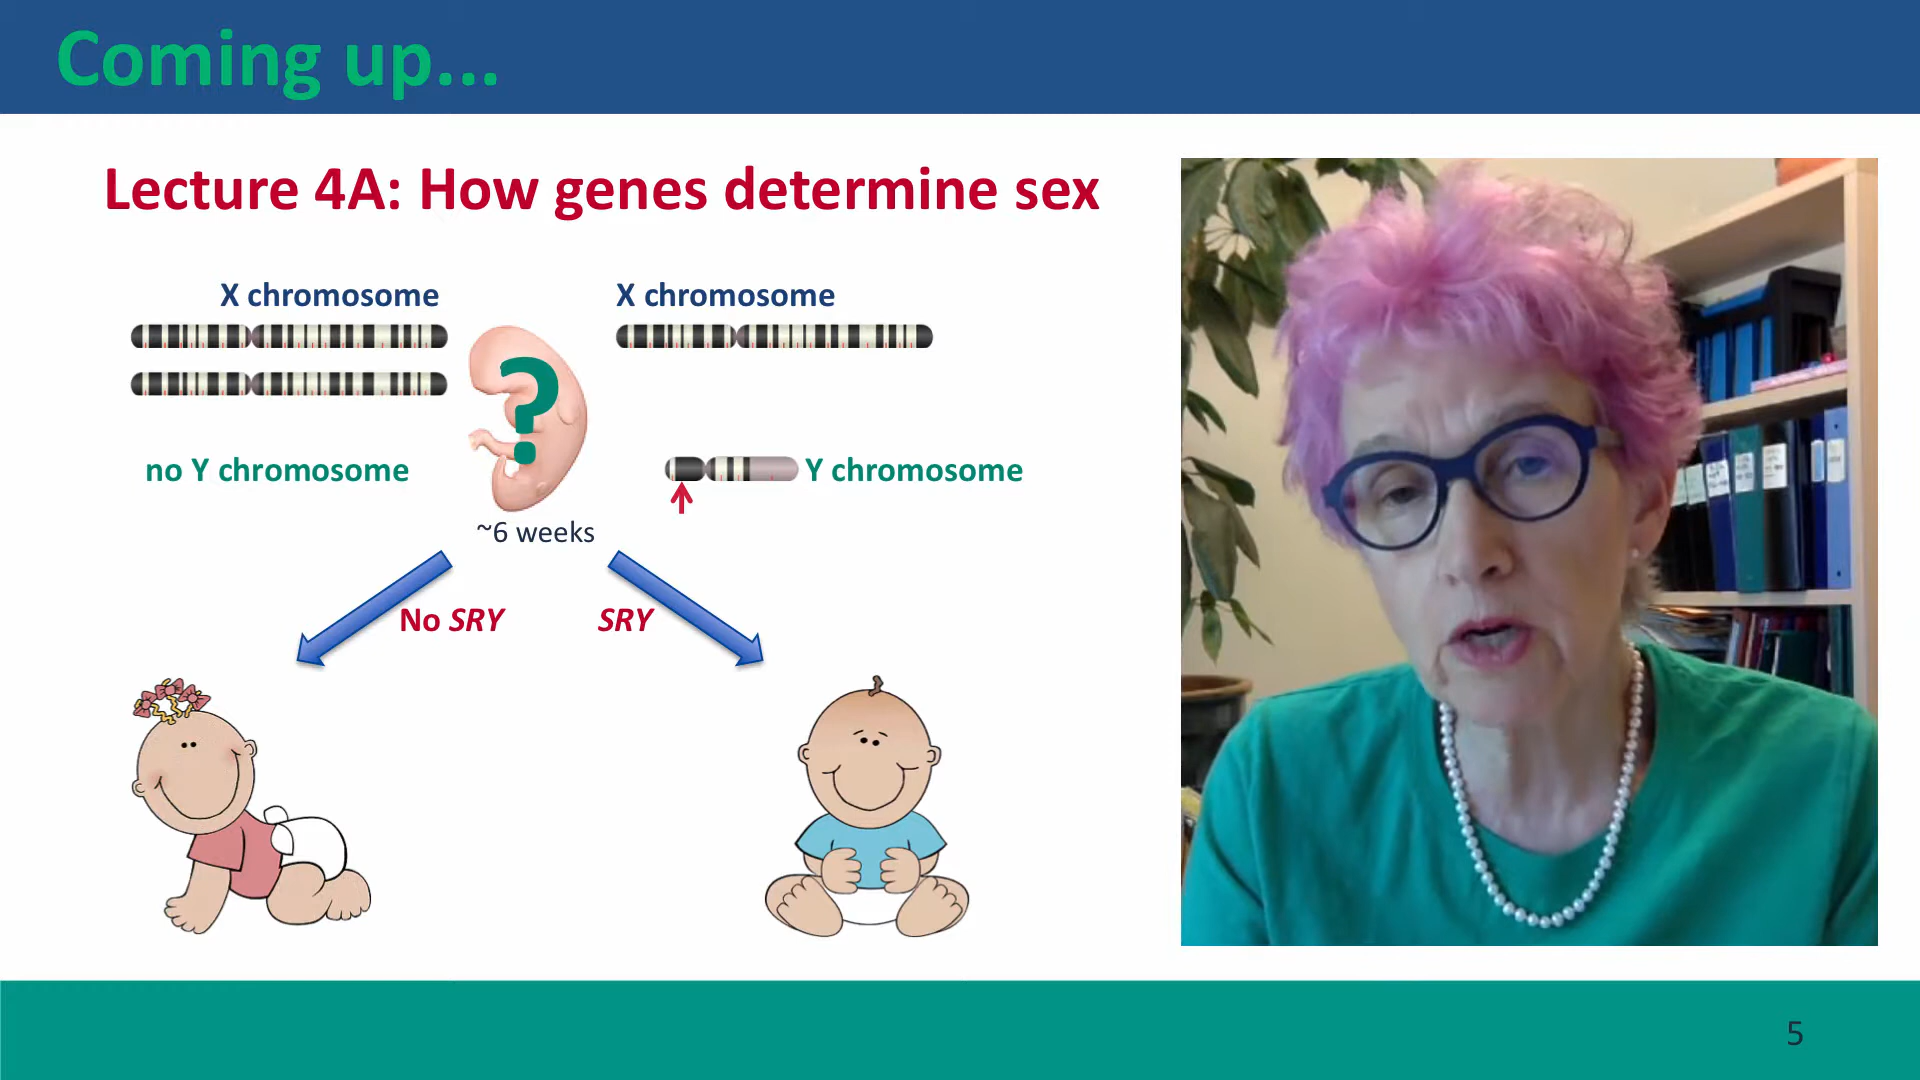 Coming up...
Lecture 4A: How genes determine sex
X chromosome
X chromosome
?
no Y chromosome
Y chromosome
~6 weeks
No SRY
SRY
5